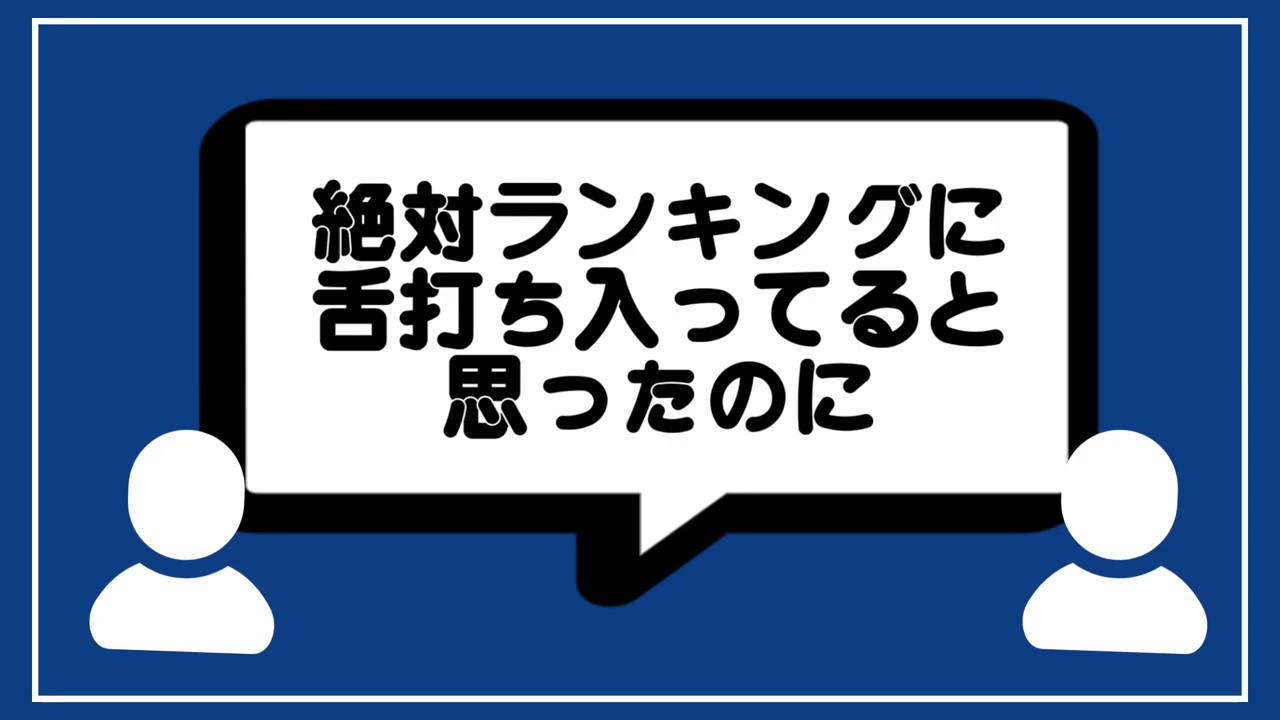 絶対ランキングに
舌打ち入ってると
思ったのに